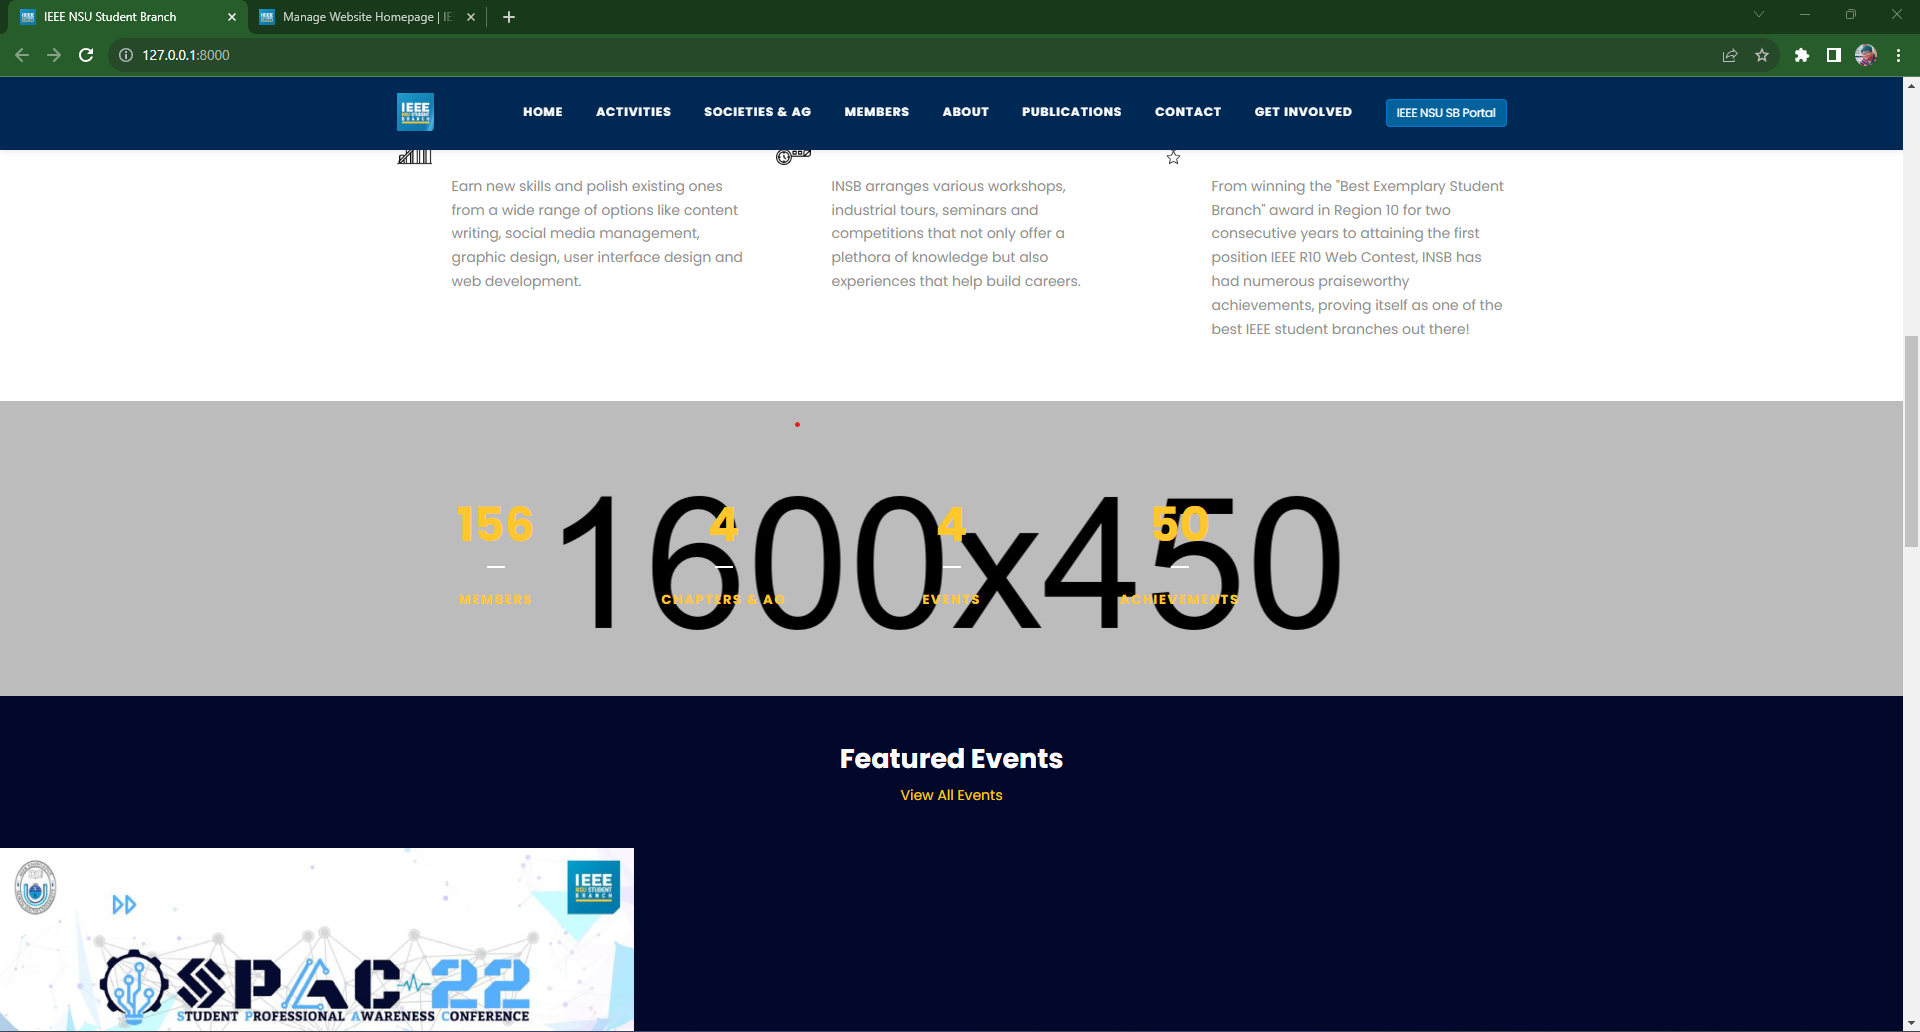 IEEE NSU Student Branch
Manage Website Homepage | IE
127.0.0.1:8000
IEEE
NSU STUDENT
BRANCH
HOME ACTIVITIES SOCIETIES & AG MEMBERS ABOUT PUBLICATIONS CONTACT GET INVOLVED IEEE NSU SB Portal
Earn new skills and polish existing ones
from a wide range of options like content
writing, social media management,
graphic design, user interface design and
web development.
INSB arranges various workshops,
industrial tours, seminars and
competitions that not only offer a
plethora of knowledge but also
experiences that help build careers.
From winning the "Best Exemplary Student
Branch" award in Region 10 for two
consecutive years to attaining the first
position IEEE R10 Web Contest, INSB has
had numerous praiseworthy
achievements, proving itself as one of the
best IEEE student branches out there!
1600x450
156 4 4 50
MEMBERS CHAPTERS & AG EVENTS ACHIEVEMENTS
Featured Events
View All Events
IEEE
NSU STUDENT
BRANCH
SPAC-22
STUDENT PROFESSIONAL AWARENESS CONFERENCE